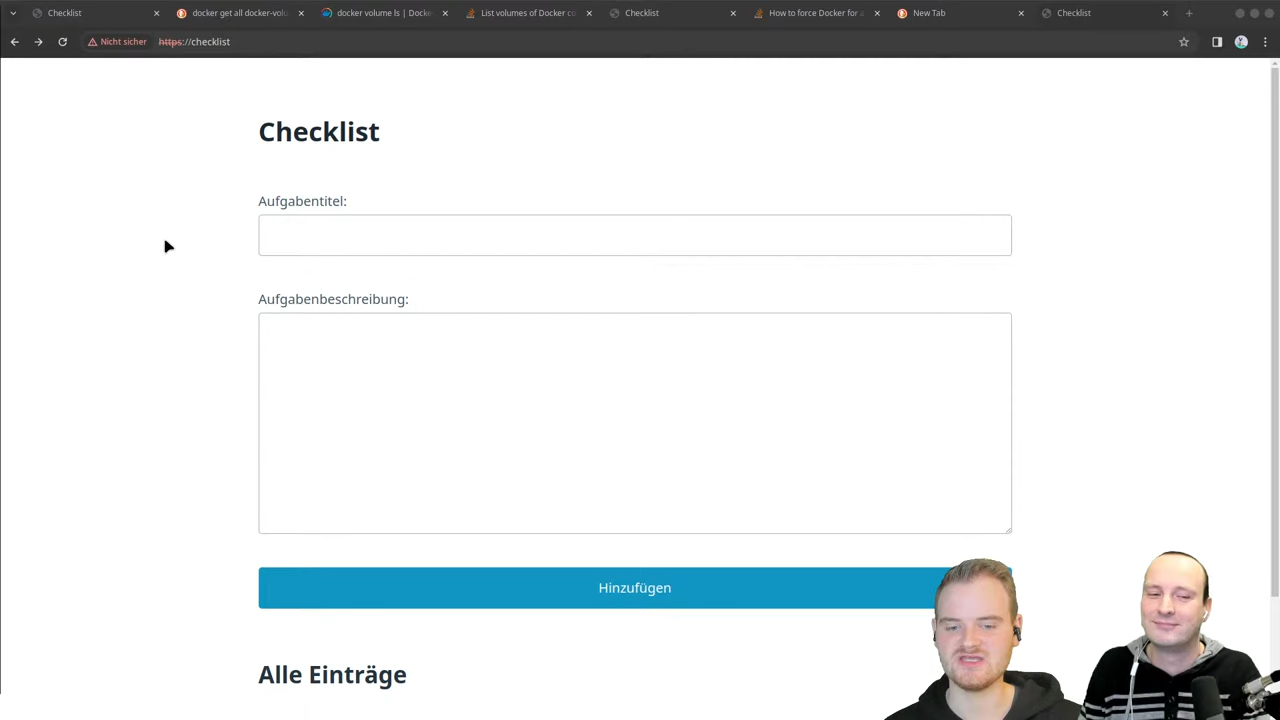 Checklist
docker get all docker-volu
docker volume ls | Docke
List volumes of Docker co
Checklist
How to force Docker for a
New Tab
Checklist
Nicht sicher
https://checklist
Checklist
Aufgabentitel:
Aufgabenbeschreibung:
Hinzufügen
Alle Einträge